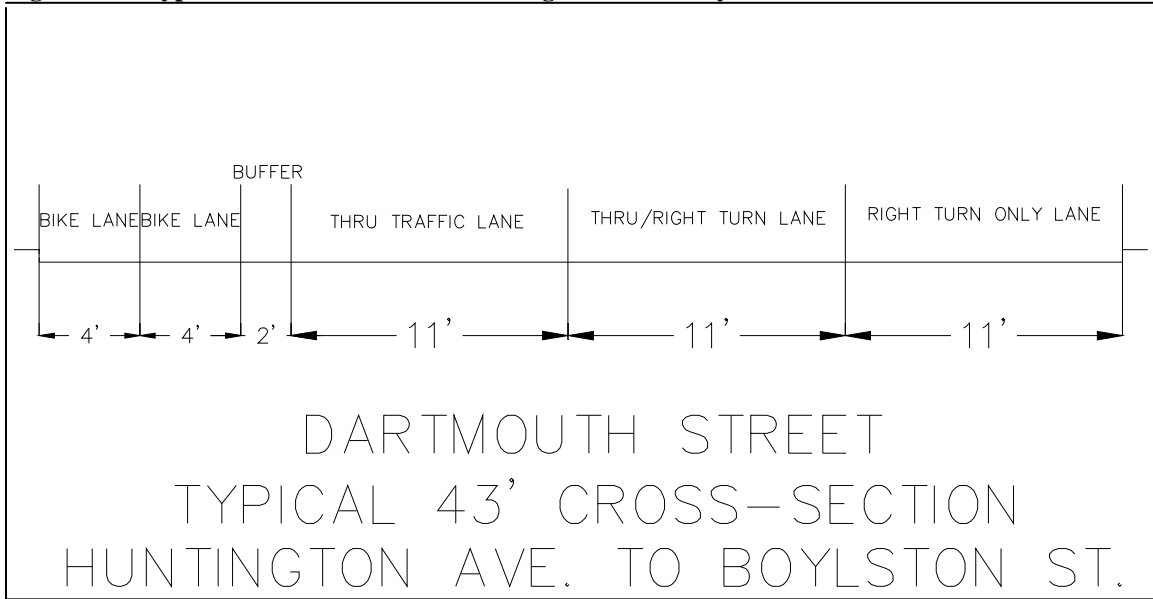 BUFFER
BIKE LANE BIKE LANE THRU TRAFFIC LANE THRU/RIGHT TURN LANE RIGHT TURN ONLY LANE
4' 4' 2' 11' 11' 11'
DARTMOUTH STREET
TYPICAL 43' CROSS-SECTION
HUNTINGTON AVE. TO BOYLSTON ST.